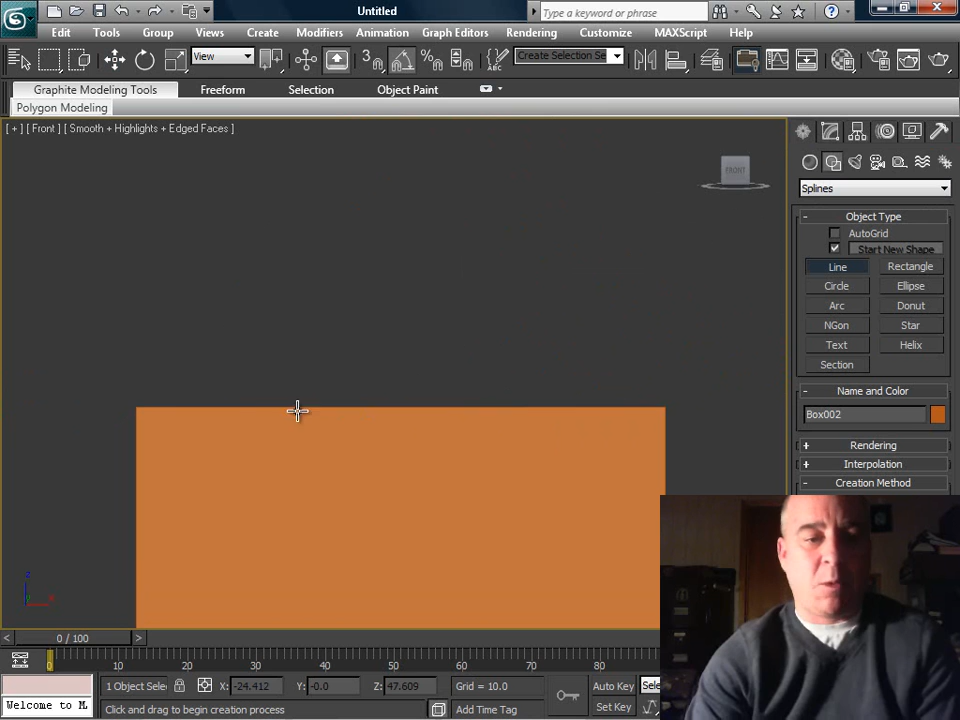 Untitled
Type a keyword or phrase
Edit Tools Group Views Create Modifiers Animation Graph Editors Rendering Customize MAXScript Help
View
3
Create Selection Se
Graphite Modeling Tools Freeform Selection Object Paint
Polygon Modeling
[ + ] [ Front ] [ Smooth + Highlights + Edged Faces ]
FRONT
Splines
- Object Type
AutoGrid
Start New Shape
Line Rectangle
Circle Ellipse
Arc Donut
NGon Star
Text Helix
Section
- Name and Color
Box002
+ Rendering
+ Interpolation
- Creation Method
z
x
< 0 / 100 >
0 10 20 30 40 50 60 70 80
1 Object Selec X: -24.412 Y: -0.0 Z: 47.609 Grid = 10.0 Auto Key Selec
Welcome to M. Click and drag to begin creation process Add Time Tag Set Key